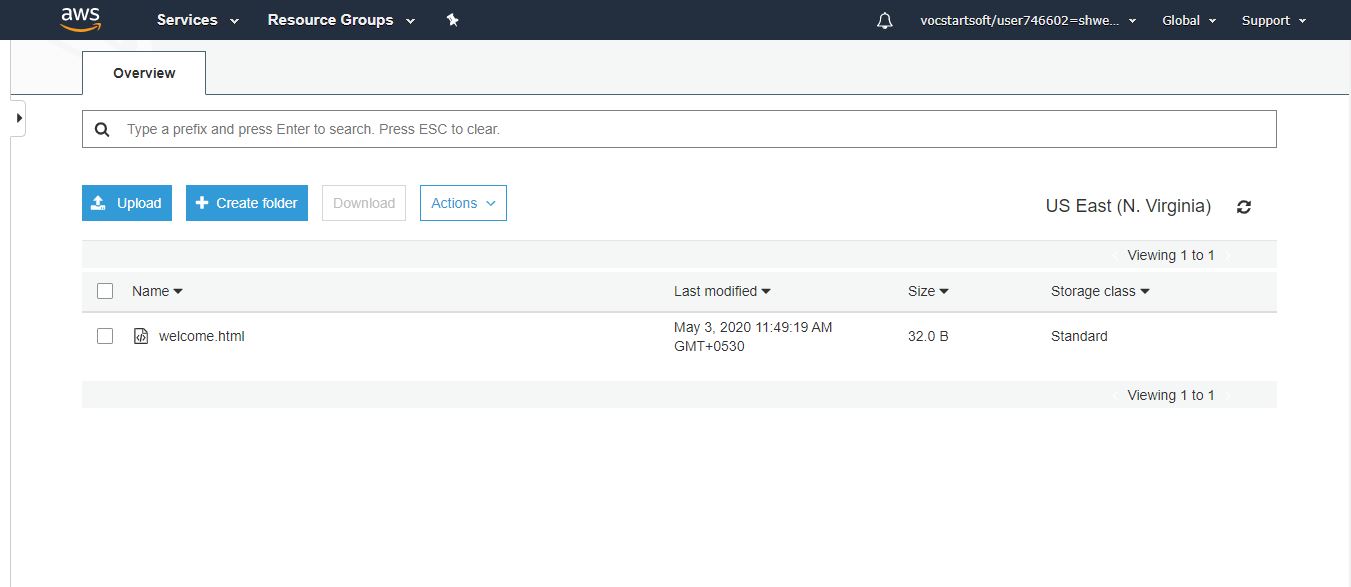 aws Services Resource Groups vocstartsoft/user746602=shwe... Global Support
Overview
Type a prefix and press Enter to search. Press ESC to clear.
Upload Create folder Download Actions US East (N. Virginia)
Viewing 1 to 1
Name Last modified Size Storage class
welcome.html May 3, 2020 11:49:19 AM 32.0 B Standard
GMT+0530
Viewing 1 to 1